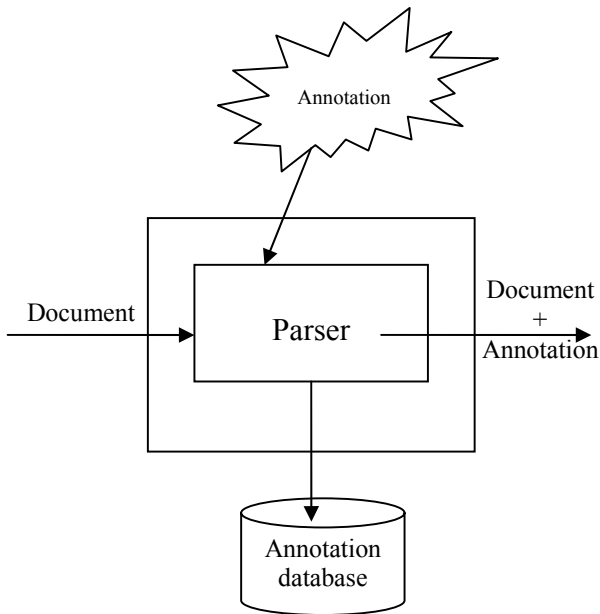 Annotation
Document
Parser
Document
+
Annotation
Annotation
database